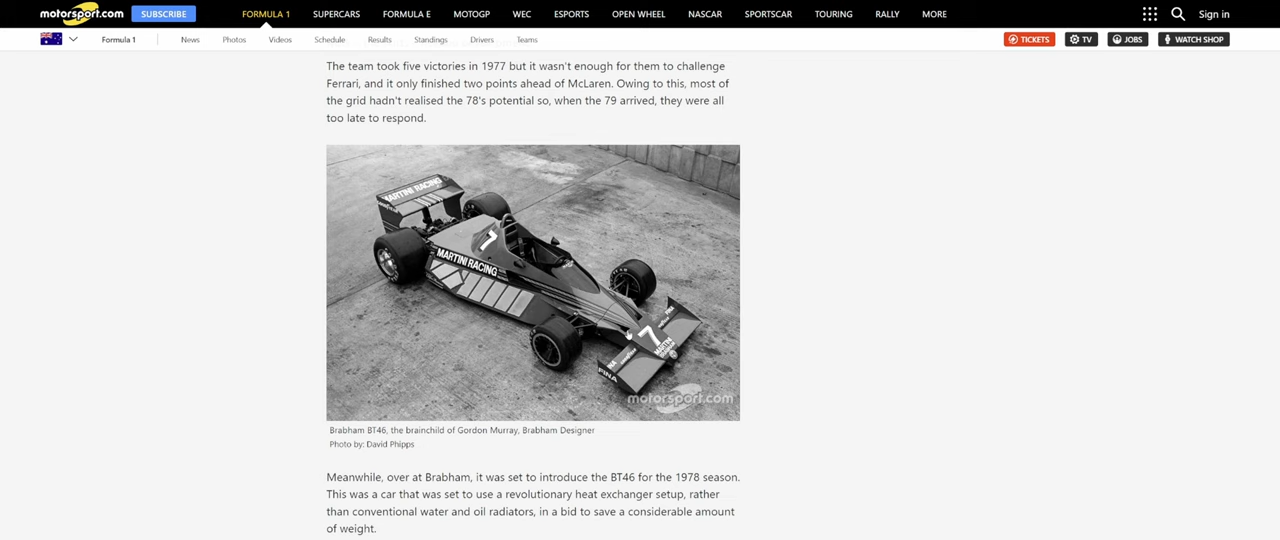 motorsport.com
SUBSCRIBE
FORMULA 1
SUPERCARS
FORMULA E
MOTOGP
WEC
ESPORTS
OPEN WHEEL
NASCAR
SPORTSCAR
TOURING
RALLY
MORE
Sign in
Formula 1
News
Photos
Videos
Schedule
Results
Standings
Drivers
Teams
TICKETS
TV
JOBS
WATCH SHOP
The team took five victories in 1977 but it wasn't enough for them to challenge
Ferrari, and it only finished two points ahead of McLaren. Owing to this, most of
the grid hadn't realised the 78's potential so, when the 79 arrived, they were all
too late to respond.
MARTINI RACING
7
MARTINI RACING
FINA
7
MARTINI
INA
FINA
motorsport.com
Brabham BT46, the brainchild of Gordon Murray, Brabham Designer
Photo by: David Phipps
Meanwhile, over at Brabham, it was set to introduce the BT46 for the 1978 season.
This was a car that was set to use a revolutionary heat exchanger setup, rather
than conventional water and oil radiators, in a bid to save a considerable amount
of weight.